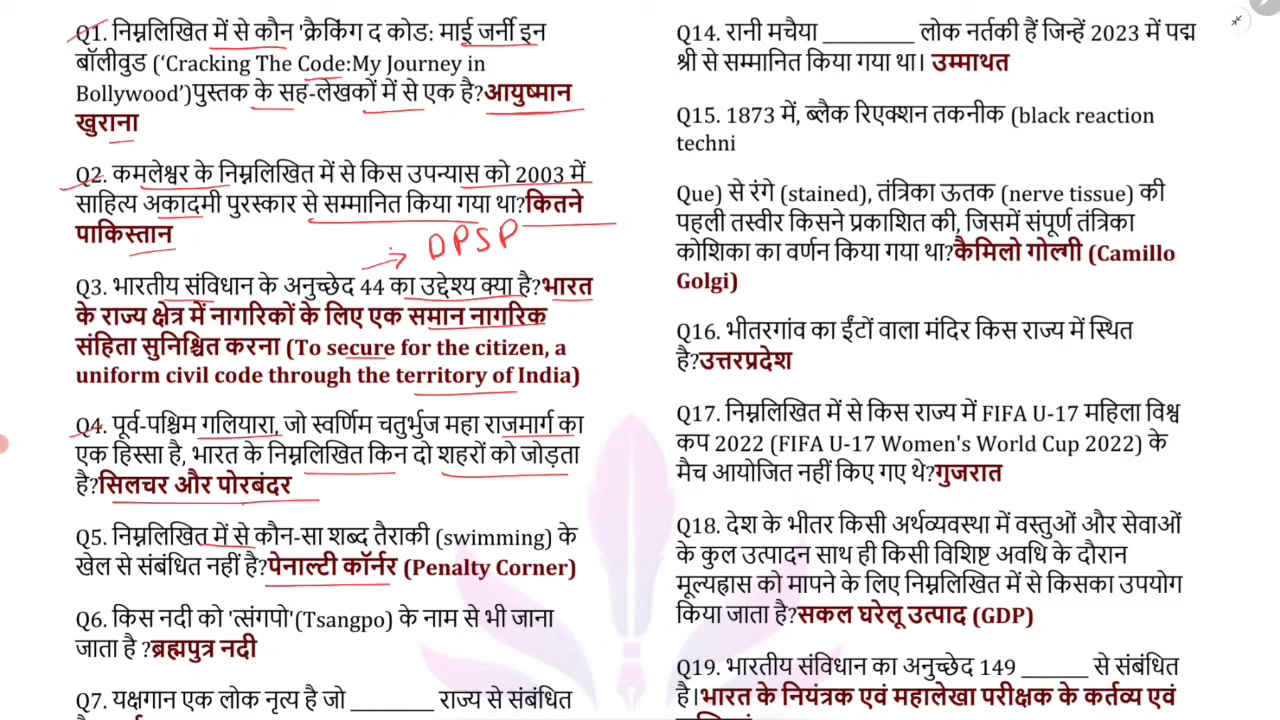 Q1. निम्नलिखित में से कौन 'क्रैकिंग द कोड: माई जर्नी इन
बॉलीवुड ('Cracking The Code:My Journey in
Bollywood')पुस्तक के सह-लेखकों में से एक है?आयुष्मान
खुराना
Q2. कमलेश्वर के निम्नलिखित में से किस उपन्यास को 2003 में
साहित्य अकादमी पुरस्कार से सम्मानित किया गया था?कितने
पाकिस्तान
DPSP
Q3. भारतीय संविधान के अनुच्छेद 44 का उद्देश्य क्या है?भारत
के राज्य क्षेत्र में नागरिकों के लिए एक समान नागरिक
संहिता सुनिश्चित करना (To secure for the citizen, a
uniform civil code through the territory of India)
Q4. पूर्व-पश्चिम गलियारा, जो स्वर्णिम चतुर्भुज महा राजमार्ग का
एक हिस्सा है, भारत के निम्नलिखित किन दो शहरों को जोड़ता
है?सिलचर और पोरबंदर
Q5. निम्नलिखित में से कौन-सा शब्द तैराकी (swimming) के
खेल से संबंधित नहीं है?पेनाल्टी कॉर्नर (Penalty Corner)
Q6. किस नदी को 'त्संगपो'(Tsangpo) के नाम से भी जाना
जाता है ?ब्रह्मपुत्र नदी
Q7. यक्षगान एक लोक नृत्य है जो ________ राज्य से संबंधित
Q14. रानी मचैया _________ लोक नर्तकी हैं जिन्हें 2023 में पद्म
श्री से सम्मानित किया गया था। उम्माथत
Q15. 1873 में, ब्लैक रिएक्शन तकनीक (black reaction
techni
Que) से रंगे (stained), तंत्रिका ऊतक (nerve tissue) की
पहली तस्वीर किसने प्रकाशित की, जिसमें संपूर्ण तंत्रिका
कोशिका का वर्णन किया गया था?कैमिलो गोल्गी (Camillo
Golgi)
Q16. भीतरगांव का ईंटों वाला मंदिर किस राज्य में स्थित
है?उत्तरप्रदेश
Q17. निम्नलिखित में से किस राज्य में FIFA U-17 महिला विश्व
कप 2022 (FIFA U-17 Women's World Cup 2022) के
मैच आयोजित नहीं किए गए थे?गुजरात
Q18. देश के भीतर किसी अर्थव्यवस्था में वस्तुओं और सेवाओं
के कुल उत्पादन साथ ही किसी विशिष्ट अवधि के दौरान
मूल्यह्रास को मापने के लिए निम्नलिखित में से किसका उपयोग
किया जाता है?सकल घरेलू उत्पाद (GDP)
Q19. भारतीय संविधान का अनुच्छेद 149 _______ से संबंधित
है।भारत के नियंत्रक एवं महालेखा परीक्षक के कर्तव्य एवं